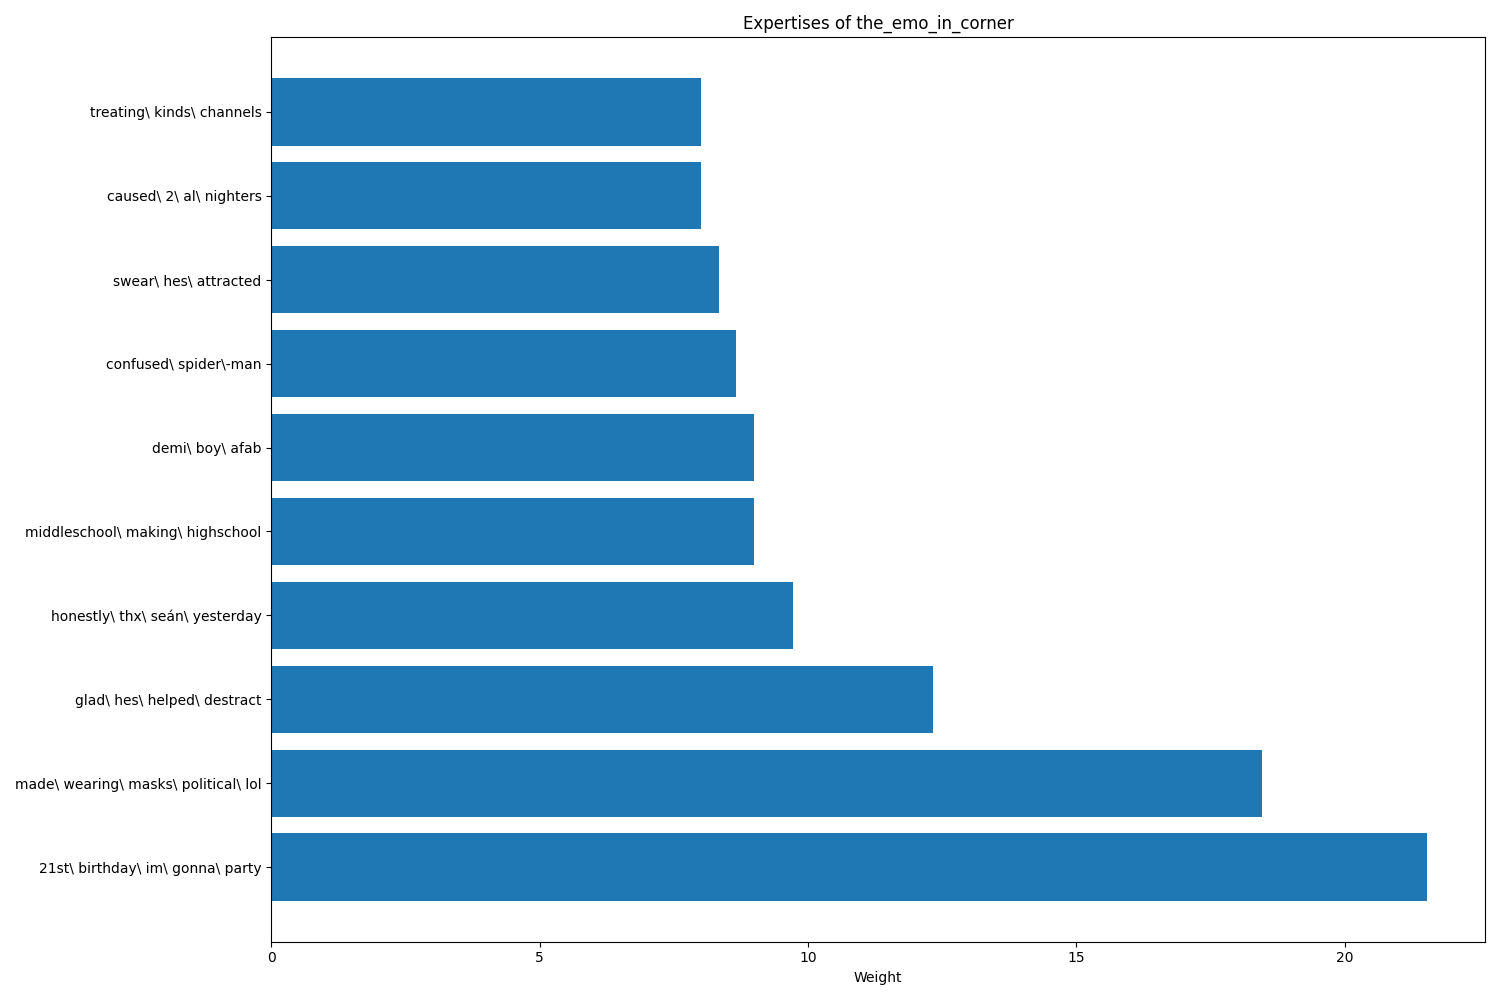 Expertises of the_emo_in_corner
treating\ kinds\ channels
caused\ 2\ al\ nighters
swear\ hes\ attracted
confused\ spider\-man
demi\ boy\ afab
middleschool\ making\ highschool
honestly\ thx\ seán\ yesterday
glad\ hes\ helped\ destract
made\ wearing\ masks\ political\ lol
21st\ birthday\ im\ gonna\ party
0 5 10 15 20
Weight